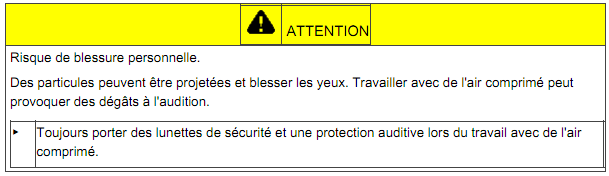 ATTENTION
Risque de blessure personnelle.
Des particules peuvent être projetées et blesser les yeux. Travailler avec de l'air comprimé peut
provoquer des dégâts à l'audition.
Toujours porter des lunettes de sécurité et une protection auditive lors du travail avec de l'air
comprimé.